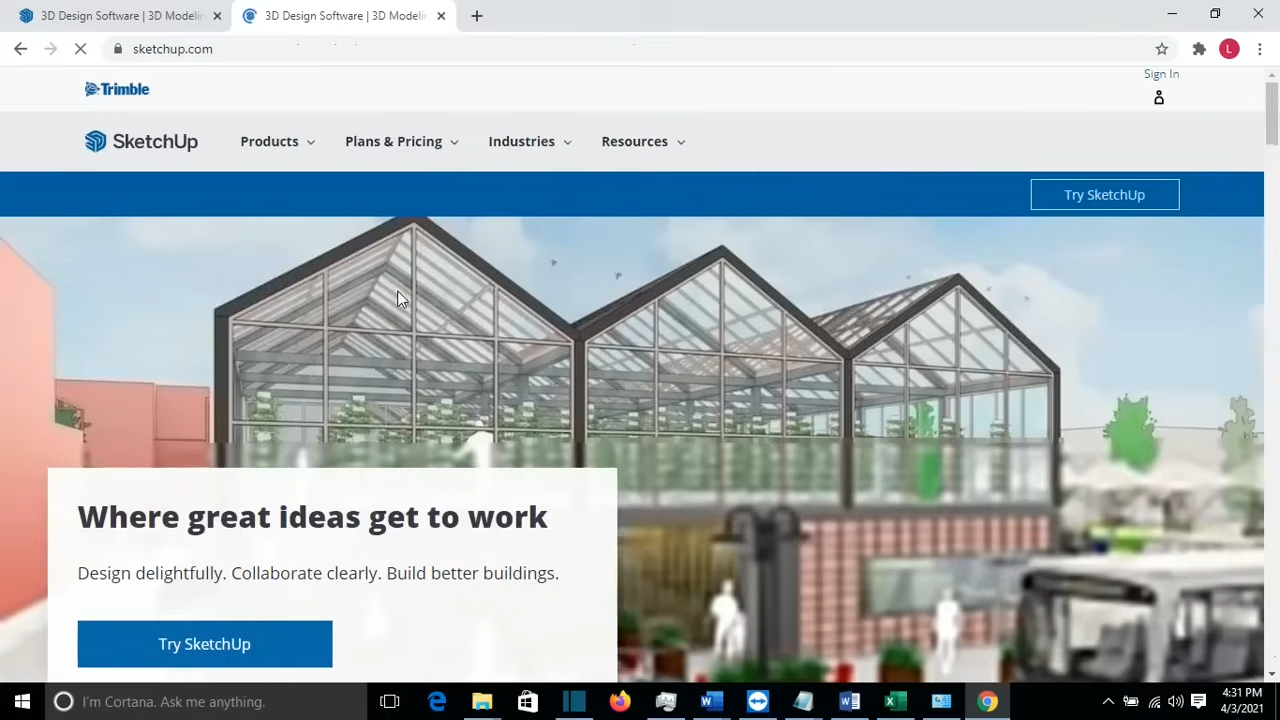 3D Design Software | 3D Modeli
3D Design Software | 3D Modeli
sketchup.com
L
Sign In
Trimble
SketchUp
Products
Plans & Pricing
Industries
Resources
Try SketchUp
Where great ideas get to work
Design delightfully. Collaborate clearly. Build better buildings.
Try SketchUp
I'm Cortana. Ask me anything.
4:31 PM
4/3/2021